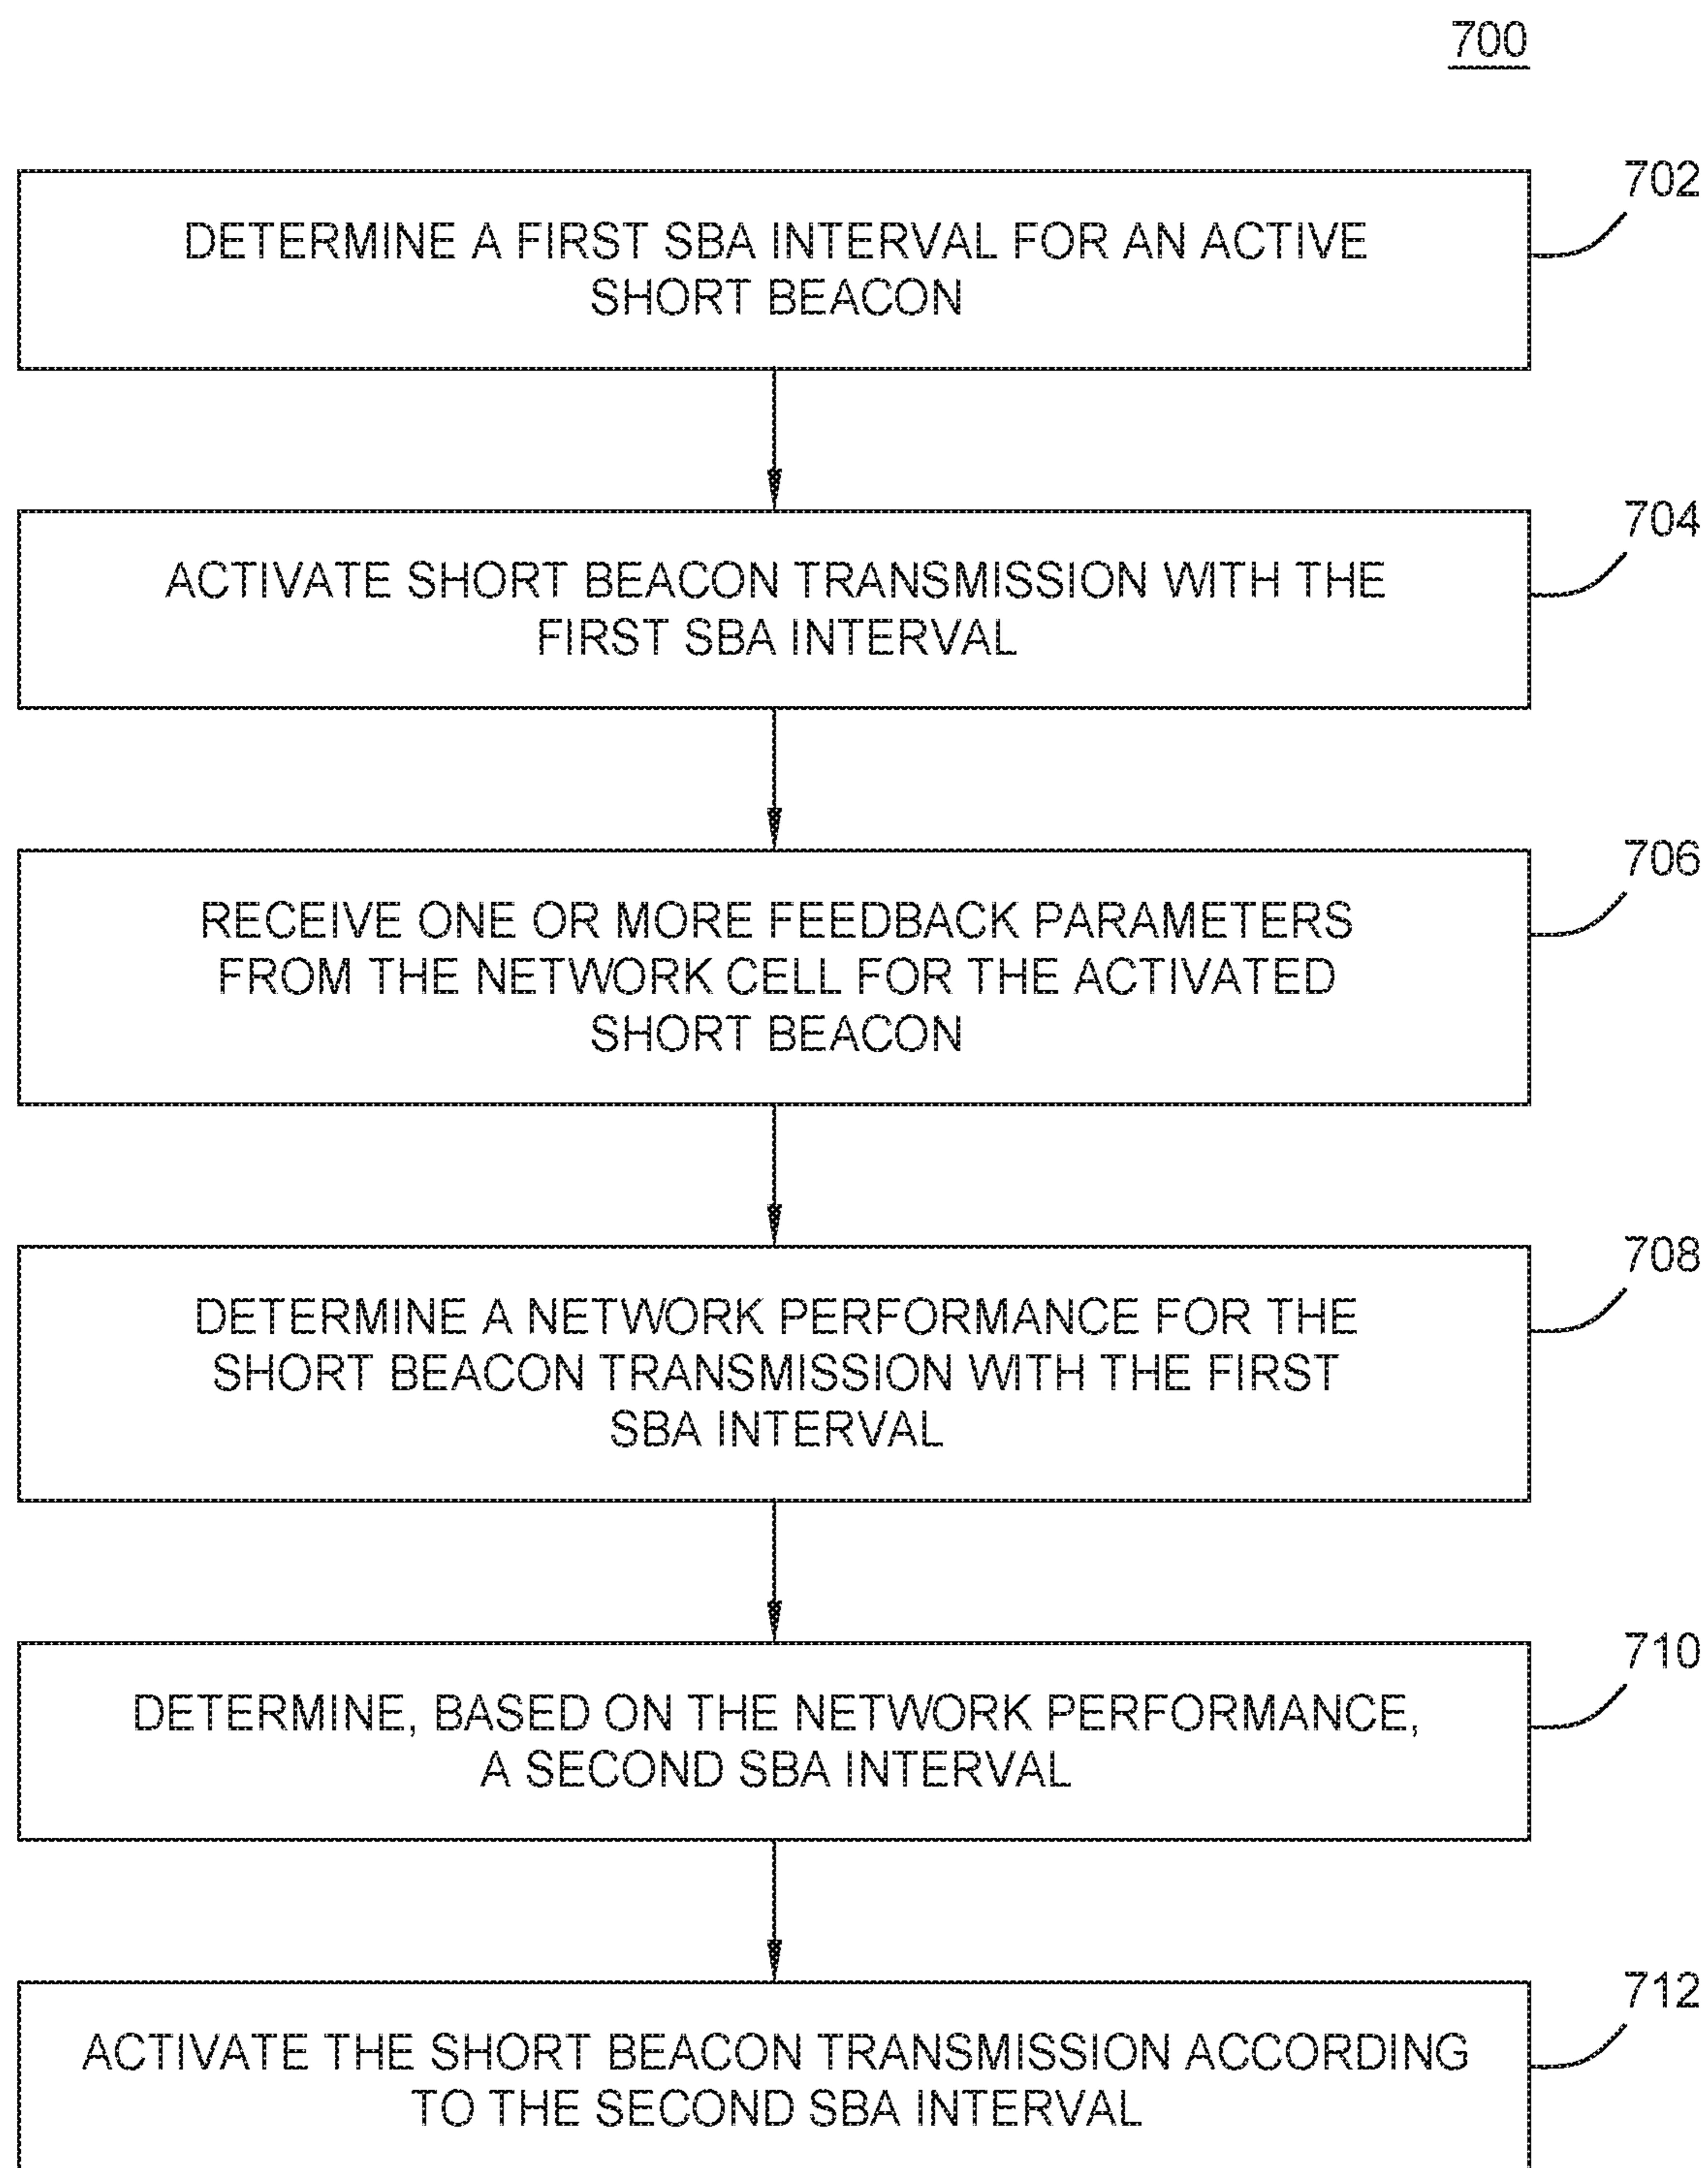 700
702
DETERMINE A FIRST SBA INTERVAL FOR AN ACTIVE
SHORT BEACON
704
ACTIVATE SHORT BEACON TRANSMISSION WITH THE
FIRST SBA INTERVAL
706
RECEIVE ONE OR MORE FEEDBACK PARAMETERS
FROM THE NETWORK CELL FOR THE ACTIVATED
SHORT BEACON
708
DETERMINE A NETWORK PERFORMANCE FOR THE
SHORT BEACON TRANSMISSION WITH THE FIRST
SBA INTERVAL
710
DETERMINE, BASED ON THE NETWORK PERFORMANCE,
A SECOND SBA INTERVAL
712
ACTIVATE THE SHORT BEACON TRANSMISSION ACCORDING
TO THE SECOND SBA INTERVAL